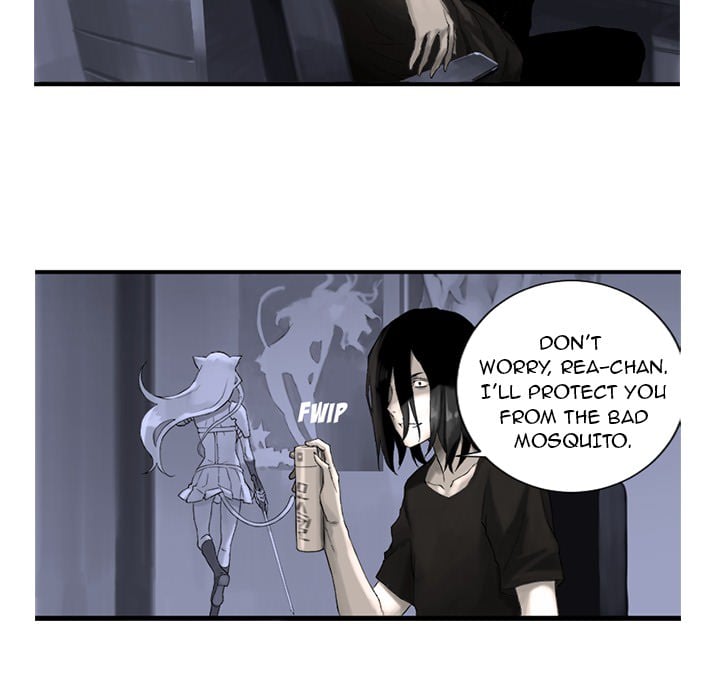 FWIP
DON'T
WORRY, REA-CHAN.
I'LL PROTECT YOU
FROM THE BAD
MOSQUITO.